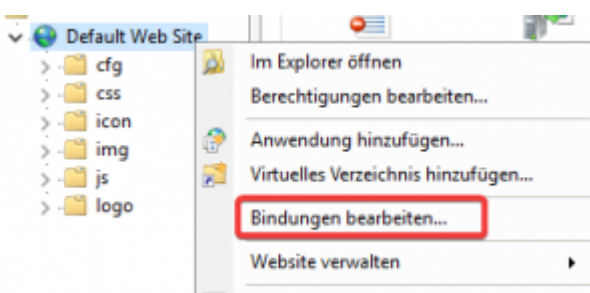 Default Web Site
cfg
css
icon
img
js
logo
Im Explorer öffnen
Berechtigungen bearbeiten...
Anwendung hinzufügen...
Virtuelles Verzeichnis hinzufügen...
Bindungen bearbeiten...
Website verwalten